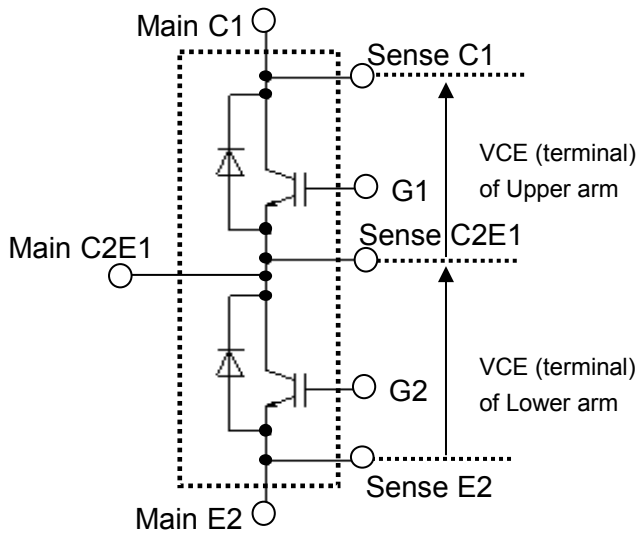 Main C1
Sense C1
VCE (terminal)
of Upper arm
G1
Sense C2E1
Main C2E1
VCE (terminal)
of Lower arm
G2
Sense E2
Main E2